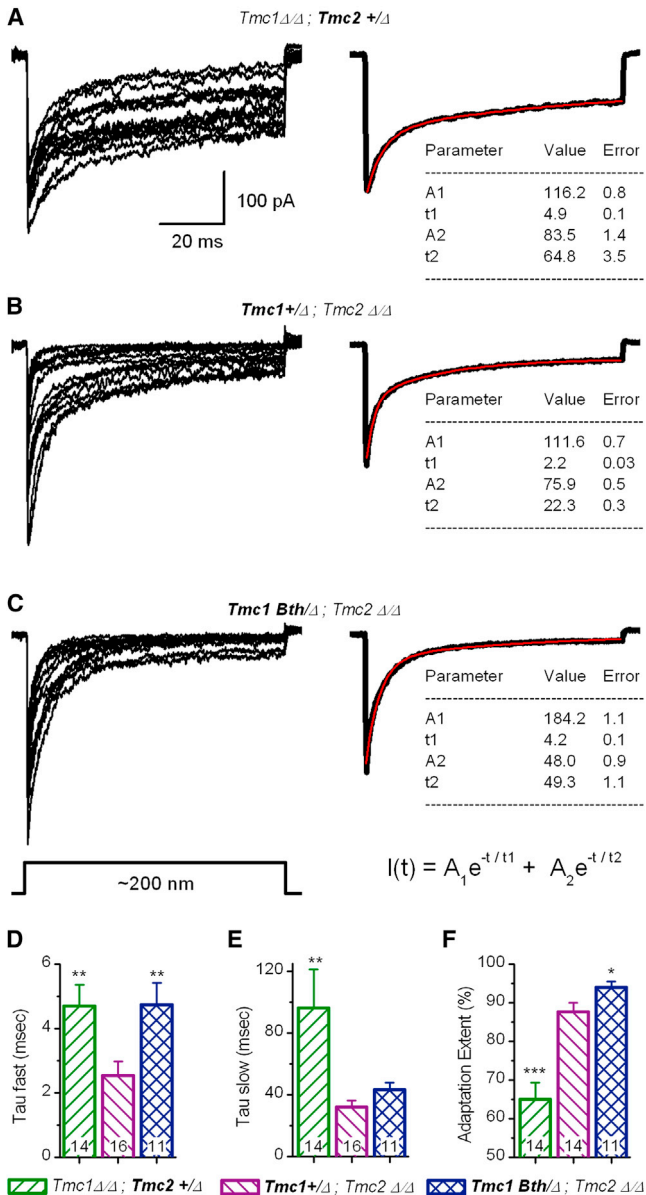 A
Tmc1Δ/Δ ; Tmc2 +/Δ
100 pA
20 ms
Parameter Value Error
A1 116.2 0.8
t1 4.9 0.1
A2 83.5 1.4
t2 64.8 3.5
B
Tmc1+/Δ ; Tmc2 Δ/Δ
Parameter Value Error
A1 111.6 0.7
t1 2.2 0.03
A2 75.9 0.5
t2 22.3 0.3
C
Tmc1 Bth/Δ ; Tmc2 Δ/Δ
Parameter Value Error
A1 184.2 1.1
t1 4.2 0.1
A2 48.0 0.9
t2 49.3 1.1
~200 nm
I(t) = A1e-t / t1 + A2e-t / t2
D
Tau fast (msec)
6
4
2
0
**
**
14
16
11
E
Tau slow (msec)
120
80
40
0
**
14
16
11
F
Adaptation Extent (%)
100
90
80
70
60
50
***
*
14
14
11
Tmc1Δ/Δ ; Tmc2 +/Δ
Tmc1+/Δ ; Tmc2 Δ/Δ
Tmc1 Bth/Δ ; Tmc2 Δ/Δ